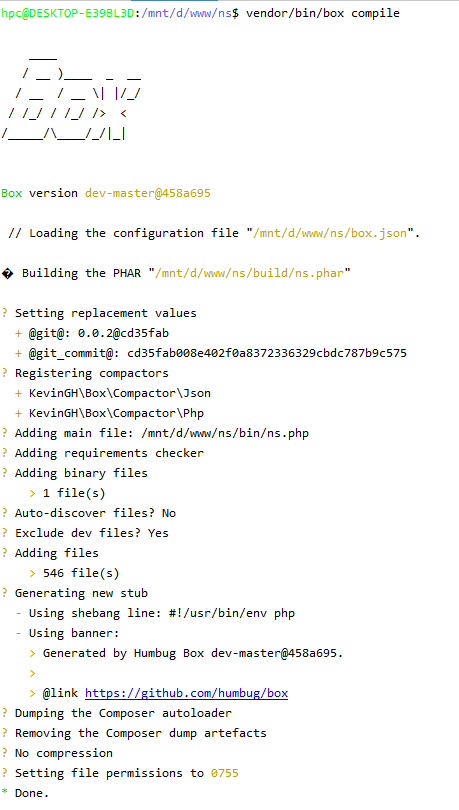 hpc@DESKTOP-E39BL3D:/mnt/d/www/ns$ vendor/bin/box compile

    ____
   / __ )____  _  __
  / __  / __ \| |/_/
 / /_/ / /_/ />  <
/_____/\____/_/|_|

Box version dev-master@458a695

 // Loading the configuration file "/mnt/d/www/ns/box.json".

� Building the PHAR "/mnt/d/www/ns/build/ns.phar"

? Setting replacement values
  + @git@: 0.0.2@cd35fab
  + @git_commit@: cd35fab008e402f0a8372336329cbdc787b9c575
? Registering compactors
  + KevinGH\Box\Compactor\Json
  + KevinGH\Box\Compactor\Php
? Adding main file: /mnt/d/www/ns/bin/ns.php
? Adding requirements checker
? Adding binary files
    > 1 file(s)
? Auto-discover files? No
? Exclude dev files? Yes
? Adding files
    > 546 file(s)
? Generating new stub
  - Using shebang line: #!/usr/bin/env php
  - Using banner:
    > Generated by Humbug Box dev-master@458a695.
    >
    > @link https://github.com/humbug/box
? Dumping the Composer autoloader
? Removing the Composer dump artefacts
? No compression
? Setting file permissions to 0755
* Done.